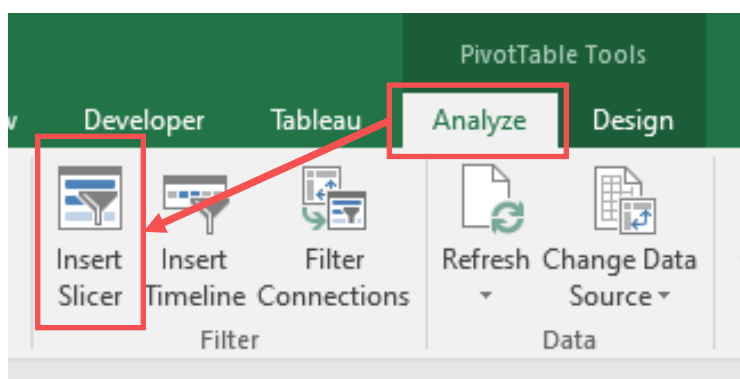 PivotTable Tools
Developer Tableau Analyze Design
Insert Slicer
Insert Timeline
Filter Connections
Refresh
Change Data Source
Filter
Data